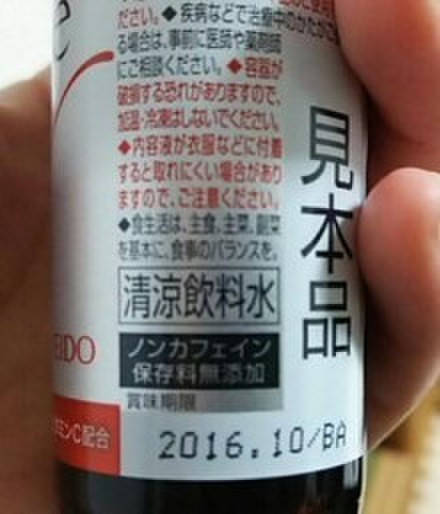 ださい。◆疾病などで治療中のかたがご
る場合は、事前に医師や薬剤師
にご相談ください。◆容器が
破損する恐れがありますので、
加温・冷凍はしないでください。
◆内容液が衣服などに付着
すると取れにくい場合があり
ますので、ご注意ください。
◆食生活は、主食、主菜、副菜
を基本に、食事のバランスを。
見本品
清涼飲料水
ノンカフェイン
保存料無添加
賞味期限
2016.10/BA
EIDO
ミンC配合
e